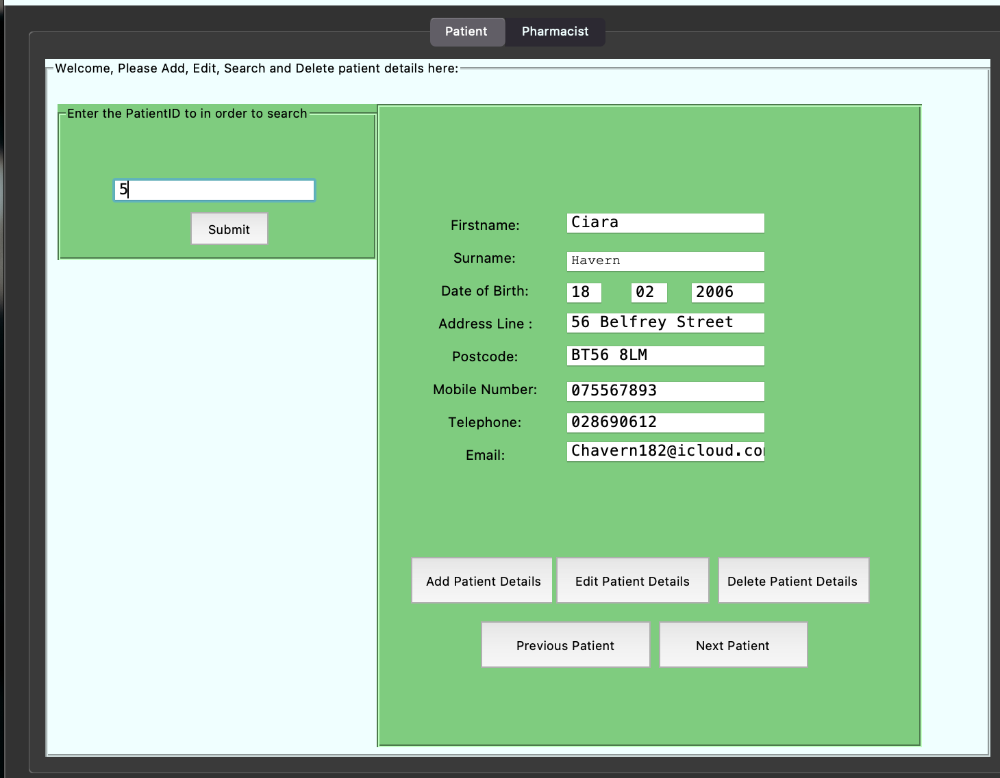 Patient Pharmacist
Welcome, Please Add, Edit, Search and Delete patient details here:
Enter the PatientID to in order to search
5
Submit
Firstname: Ciara
Surname: Havern
Date of Birth: 18 02 2006
Address Line : 56 Belfrey Street
Postcode: BT56 8LM
Mobile Number: 075567893
Telephone: 028690612
Email: Chavern182@icloud.com
Add Patient Details Edit Patient Details Delete Patient Details
Previous Patient Next Patient